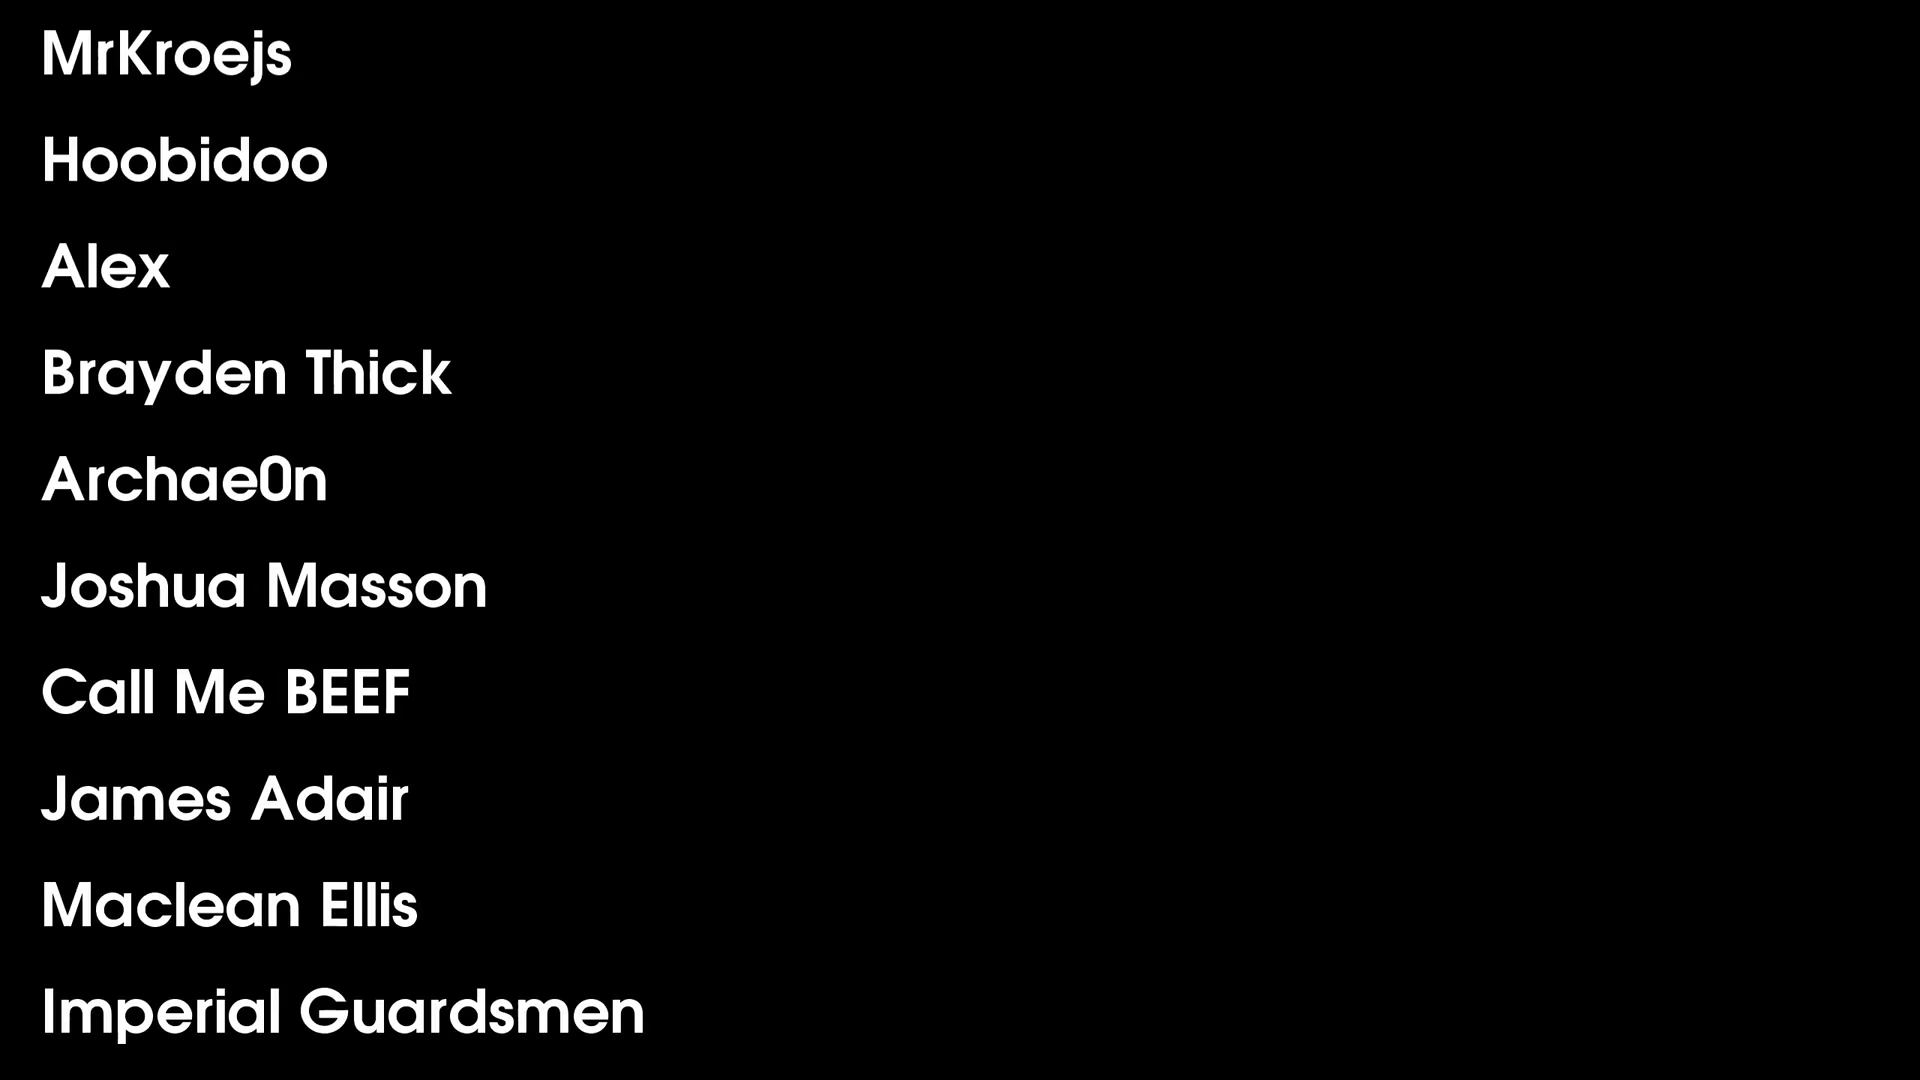 MrKroejs
Hoobidoo
Alex
Brayden Thick
Archae0n
Joshua Masson
Call Me BEEF
James Adair
Maclean Ellis
Imperial Guardsmen